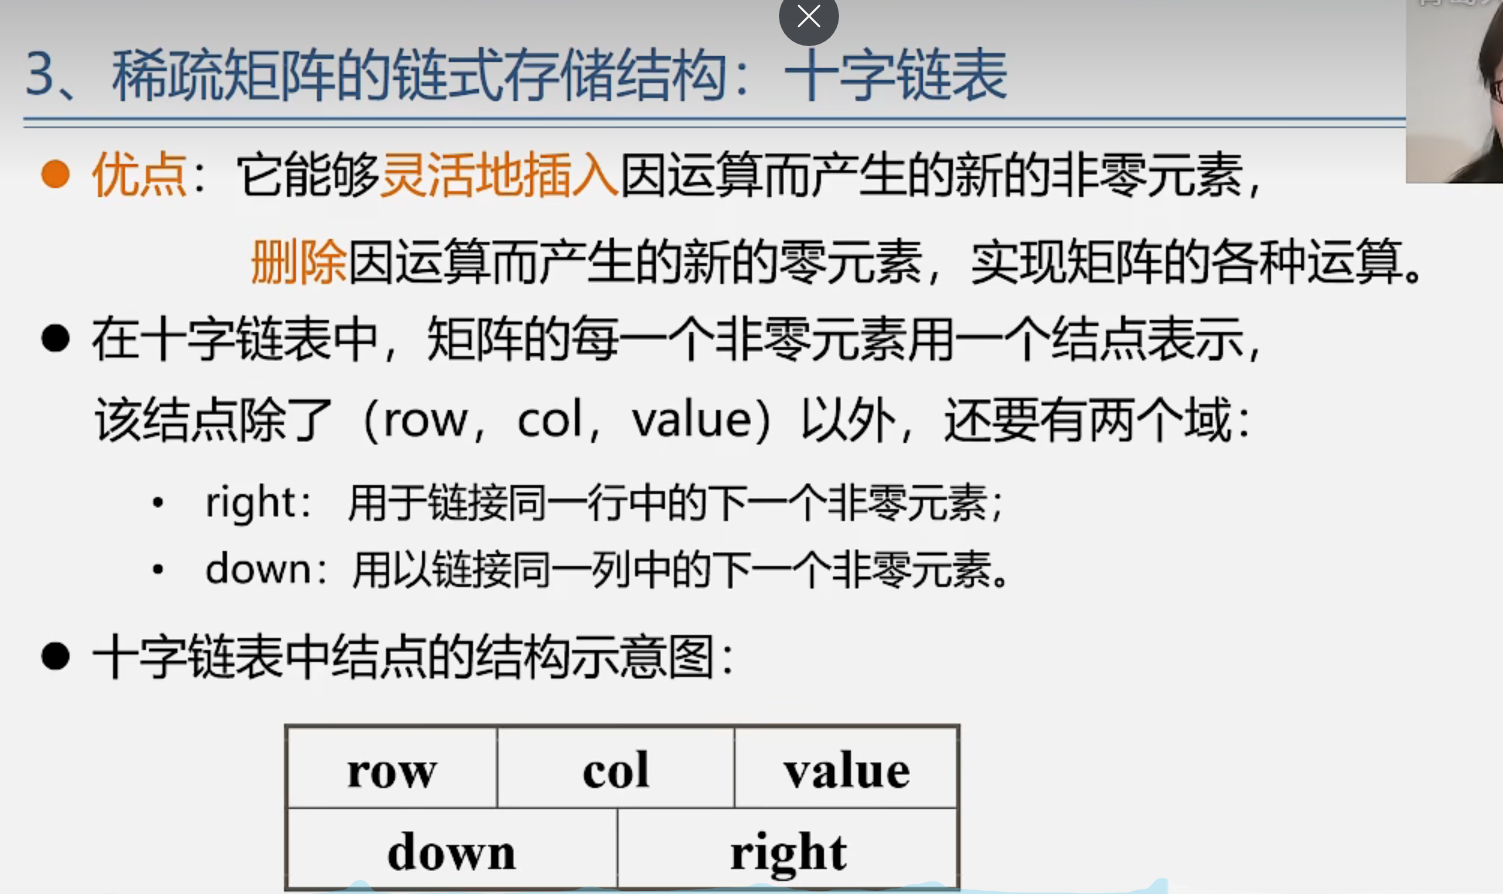 3、稀疏矩阵的链式存储结构：十字链表
● 优点：它能够灵活地插入因运算而产生的新的非零元素，
删除因运算而产生的新的零元素，实现矩阵的各种运算。
● 在十字链表中，矩阵的每一个非零元素用一个结点表示，
该结点除了（row，col，value）以外，还要有两个域：
• right： 用于链接同一行中的下一个非零元素；
• down：用以链接同一列中的下一个非零元素。
● 十字链表中结点的结构示意图：
row col value
down right